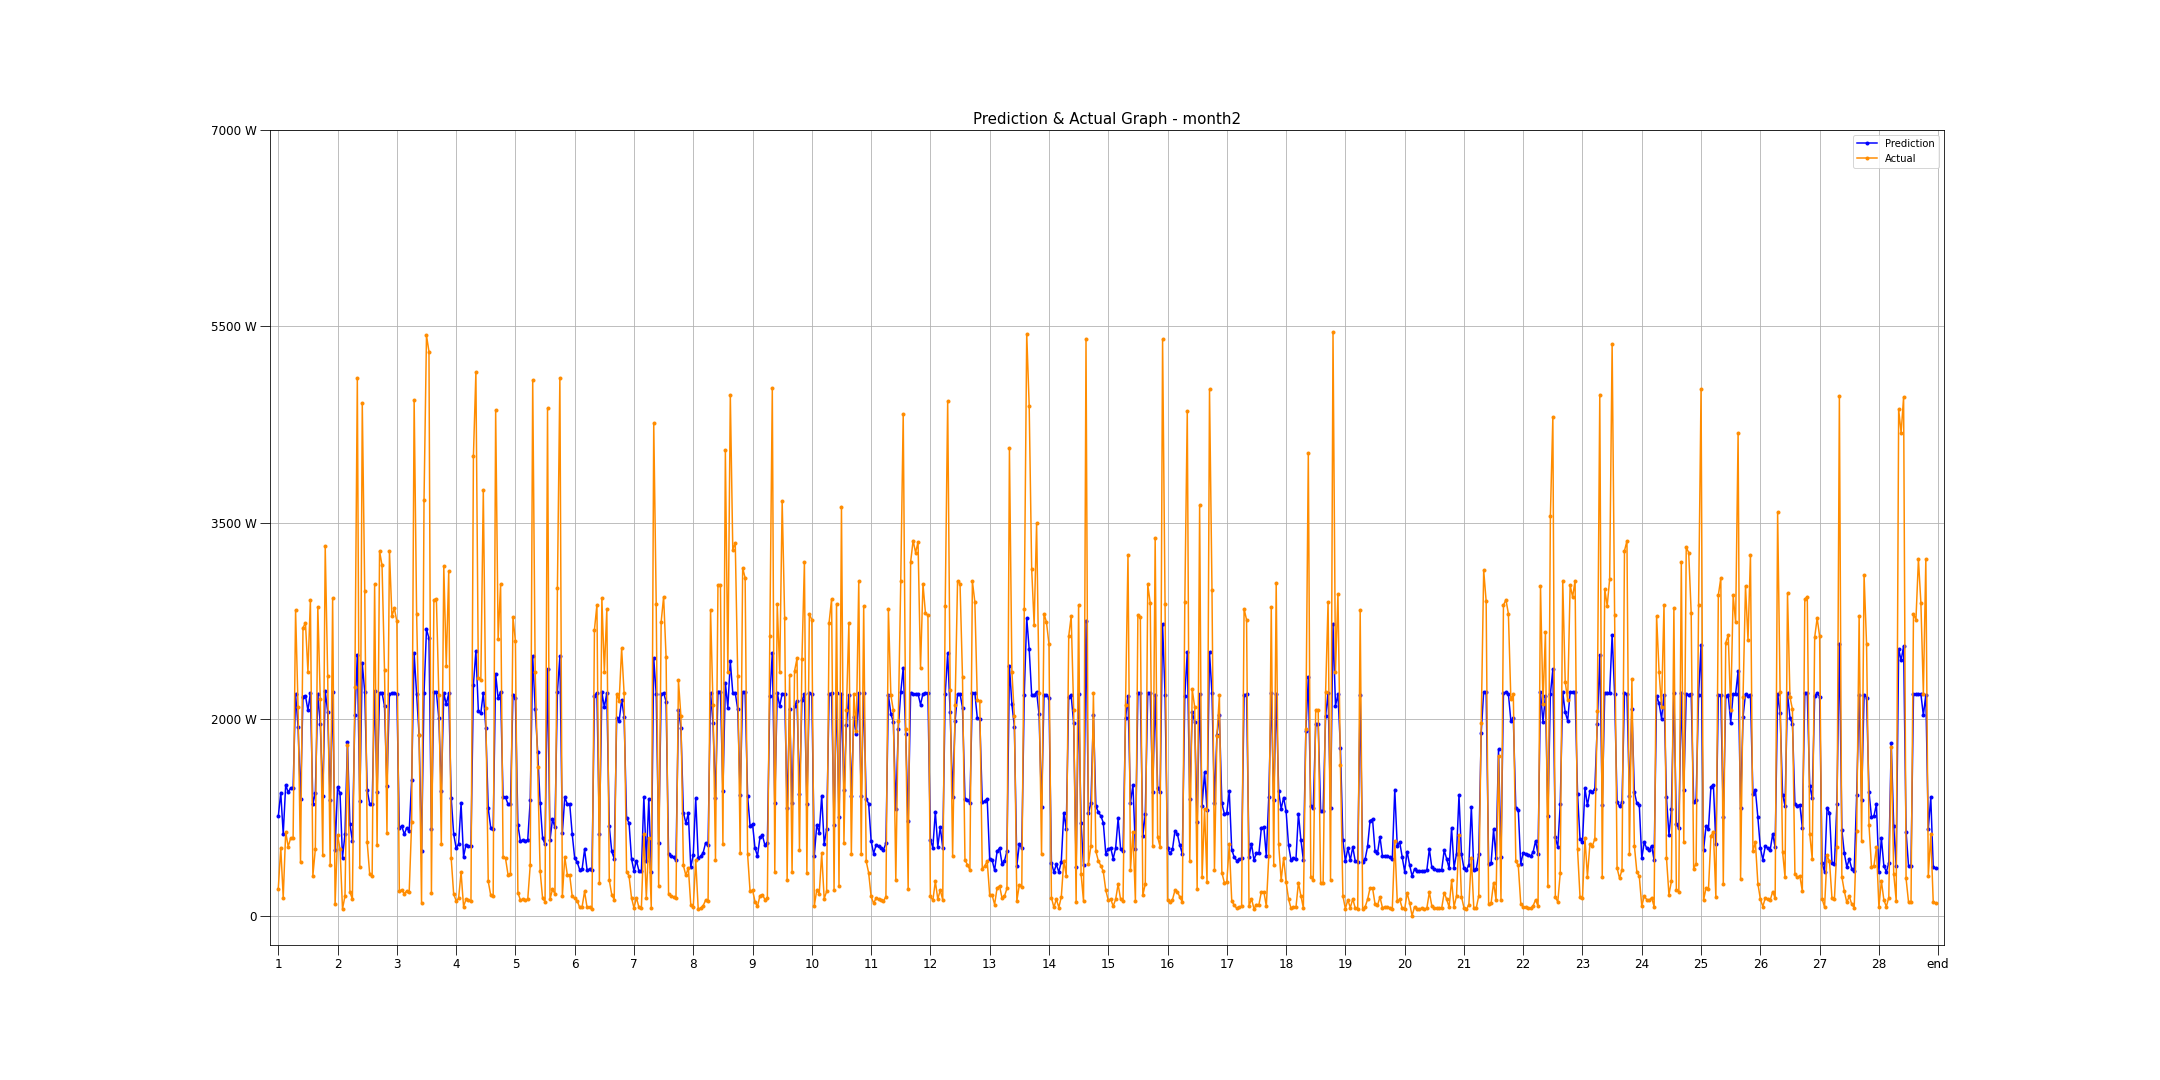 Prediction & Actual Graph - month2
7000 W
5500 W
3500 W
2000 W
0
Prediction
Actual
1 2 3 4 5 6 7 8 9 10 11 12 13 14 15 16 17 18 19 20 21 22 23 24 25 26 27 28 end